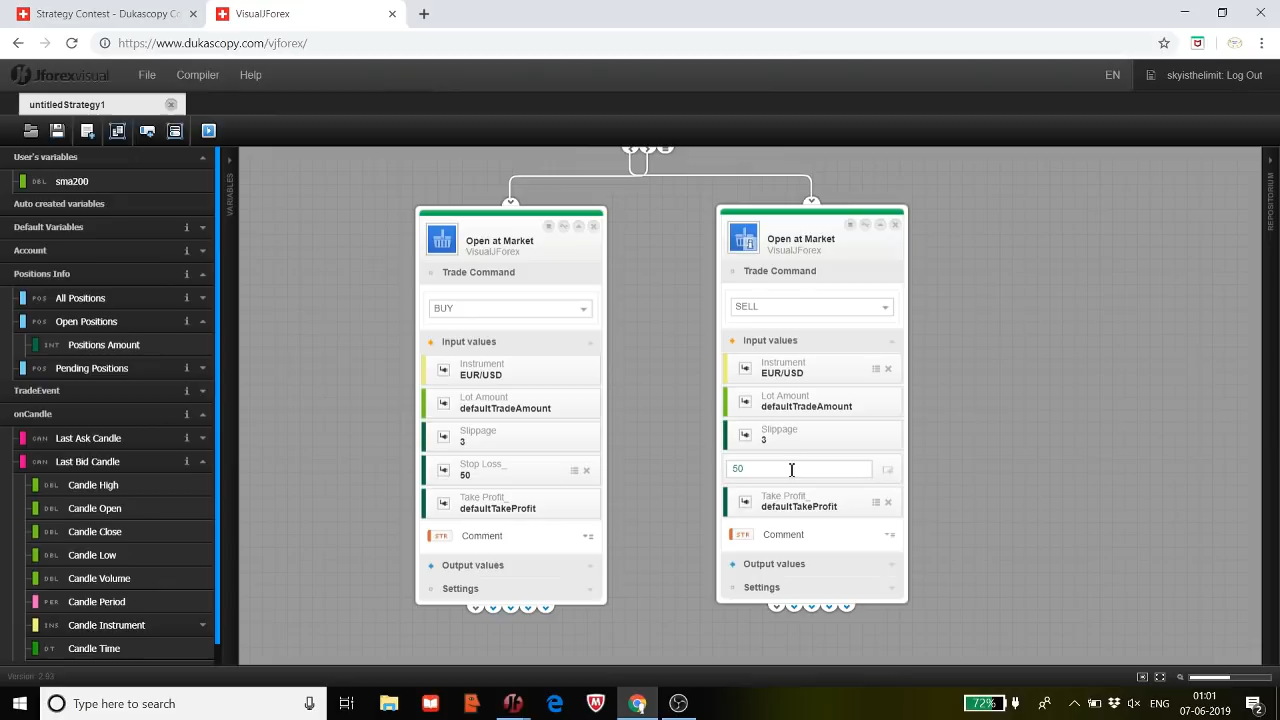 Strategy Contest - Dukascopy Co
VisualJForex
https://www.dukascopy.com/vjforex/
Jforexvisual
File
Compiler
Help
EN
skyisthelimit: Log Out
untitledStrategy1
User's variables
DBL sma200
Auto created variables
Default Variables
Account
Positions Info
POS All Positions
POS Open Positions
INT Positions Amount
POS Pending Positions
TradeEvent
onCandle
CAN Last Ask Candle
CAN Last Bid Candle
DBL Candle High
DBL Candle Open
DBL Candle Close
DBL Candle Low
DBL Candle Volume
PER Candle Period
INS Candle Instrument
DT Candle Time
VARIABLES
Open at Market
VisualJForex
Trade Command
BUY
Input values
Instrument
EUR/USD
Lot Amount
defaultTradeAmount
Slippage
3
Stop Loss_
50
Take Profit_
defaultTakeProfit
STR Comment
Output values
Settings
Open at Market
VisualJForex
Trade Command
SELL
Input values
Instrument
EUR/USD
Lot Amount
defaultTradeAmount
Slippage
3
50
Take Profit_
defaultTakeProfit
STR Comment
Output values
Settings
REPOSITORIUM
Version 2.93
Type here to search
72%
ENG
01:01
07-06-2019
2